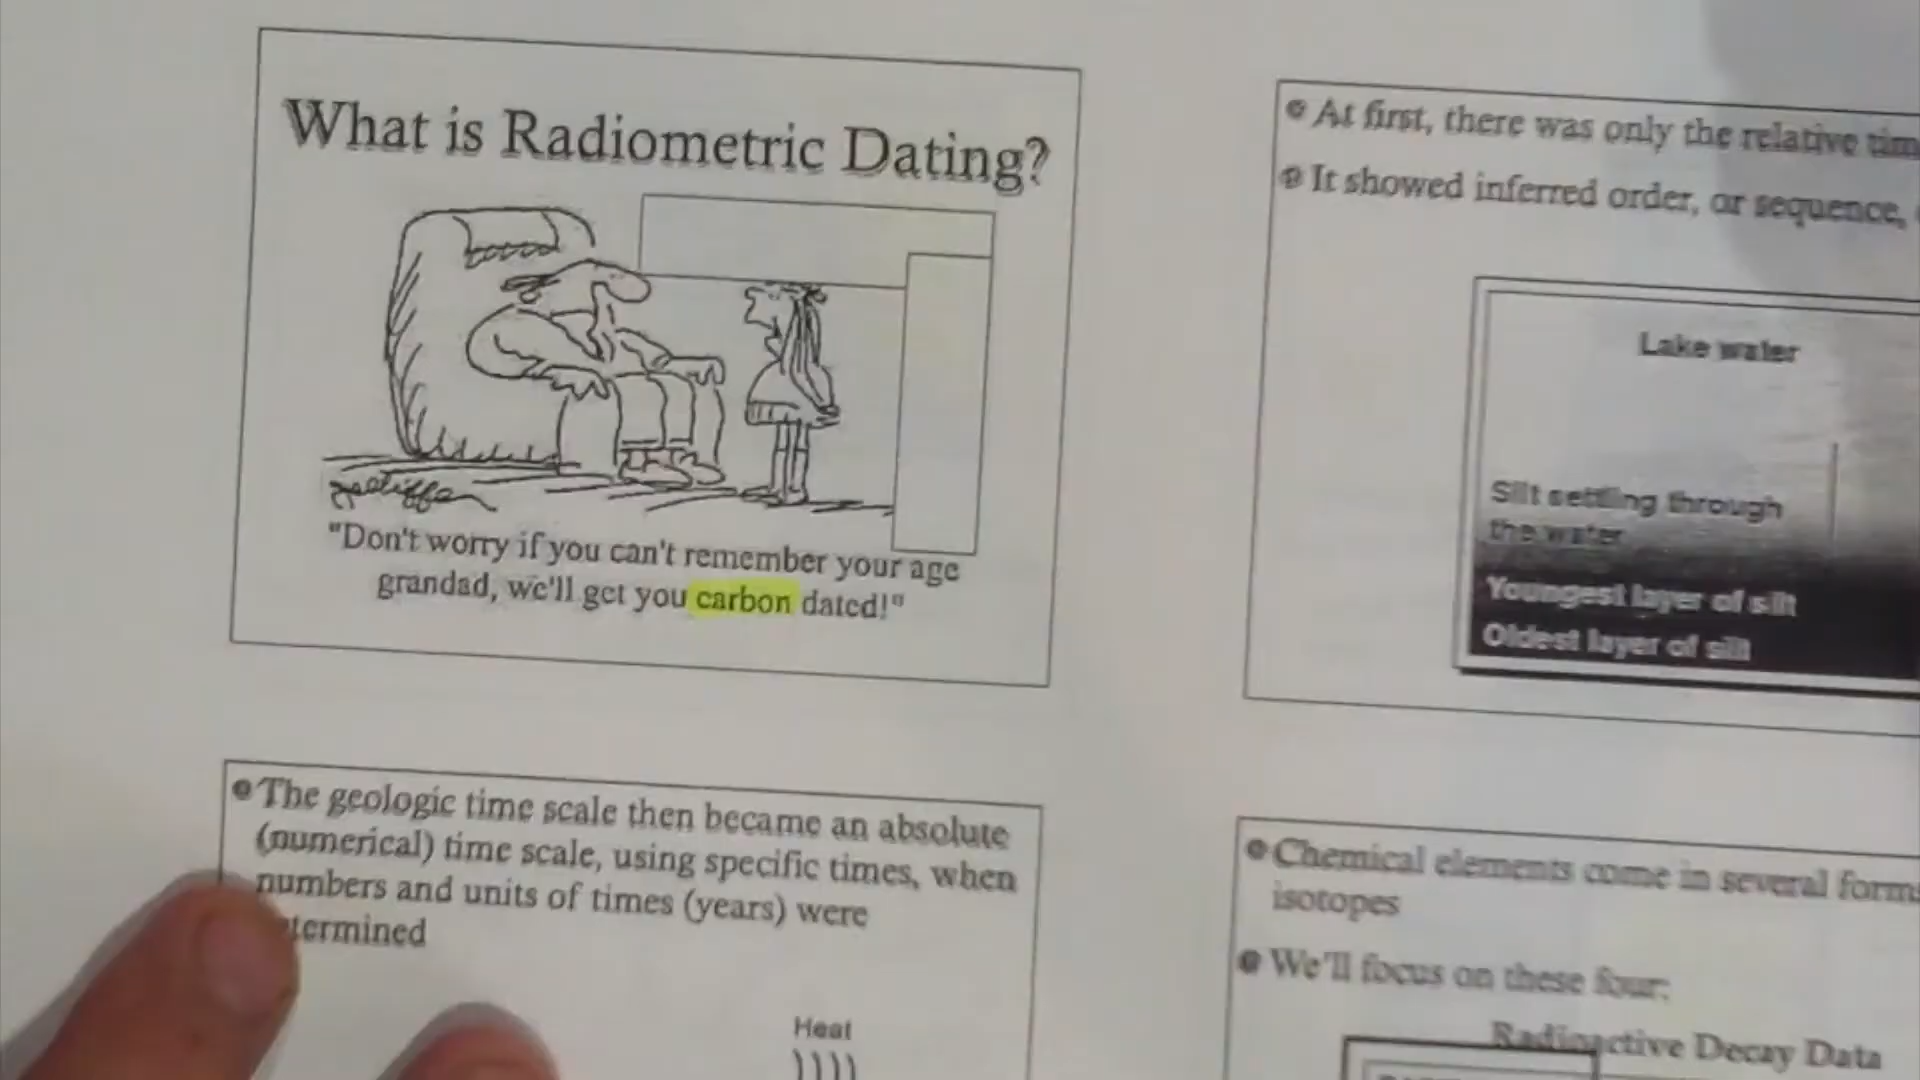 What is Radiometric Dating?
"Don't worry if you can't remember your age
grandad, we'll get you carbon dated!"
At first, there was only the relative
It showed inferred order, or sequence,
Lake water
Silt settling through
the water
Youngest layer of silt
Oldest layer of silt
The geologic time scale then became an absolute
(numerical) time scale, using specific times, when
numbers and units of times (years) were
Heat
Chemical elements come in several
isotopes
We'll focus on these four:
Radioactive Decay Data